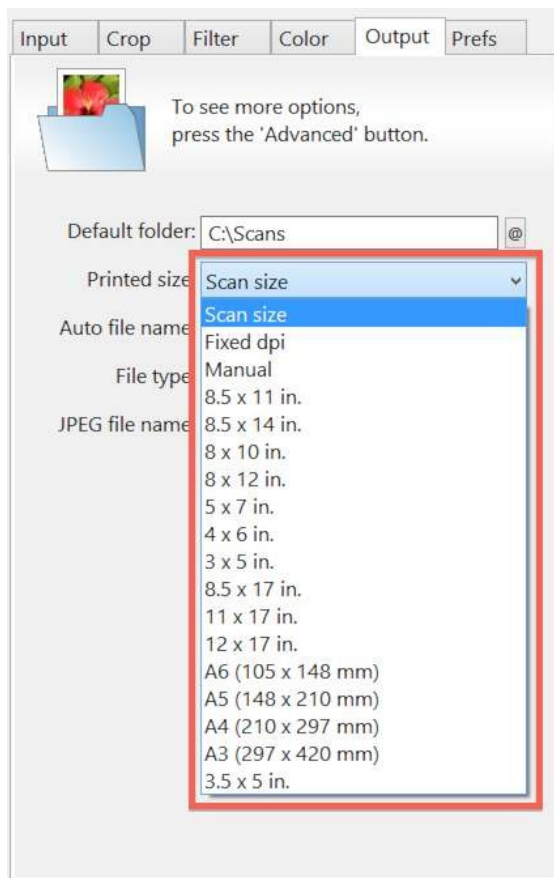 Input Crop Filter Color Output Prefs
To see more options,
press the 'Advanced' button.
Default folder: C:\Scans @
Printed size Scan size
Scan size
Auto file name
Fixed dpi
Manual
File type
8.5 x 11 in.
JPEG file name
8.5 x 14 in.
8 x 10 in.
8 x 12 in.
5 x 7 in.
4 x 6 in.
3 x 5 in.
8.5 x 17 in.
11 x 17 in.
12 x 17 in.
A6 (105 x 148 mm)
A5 (148 x 210 mm)
A4 (210 x 297 mm)
A3 (297 x 420 mm)
3.5 x 5 in.